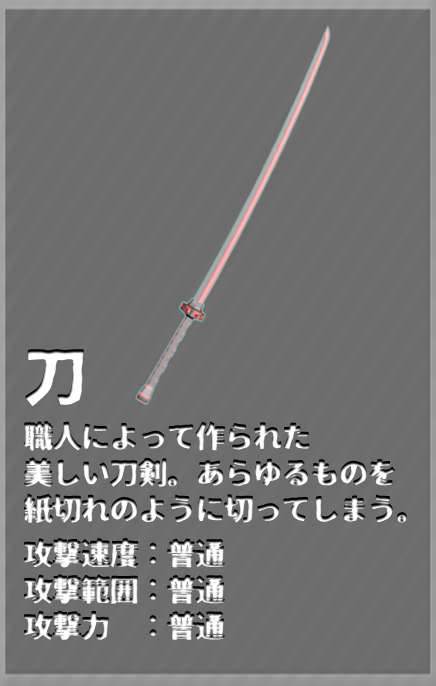 刀
職人によって作られた
美しい刀剣。あらゆるものを
紙切れのように切ってしまう。
攻撃速度：普通
攻撃範囲：普通
攻撃力　：普通